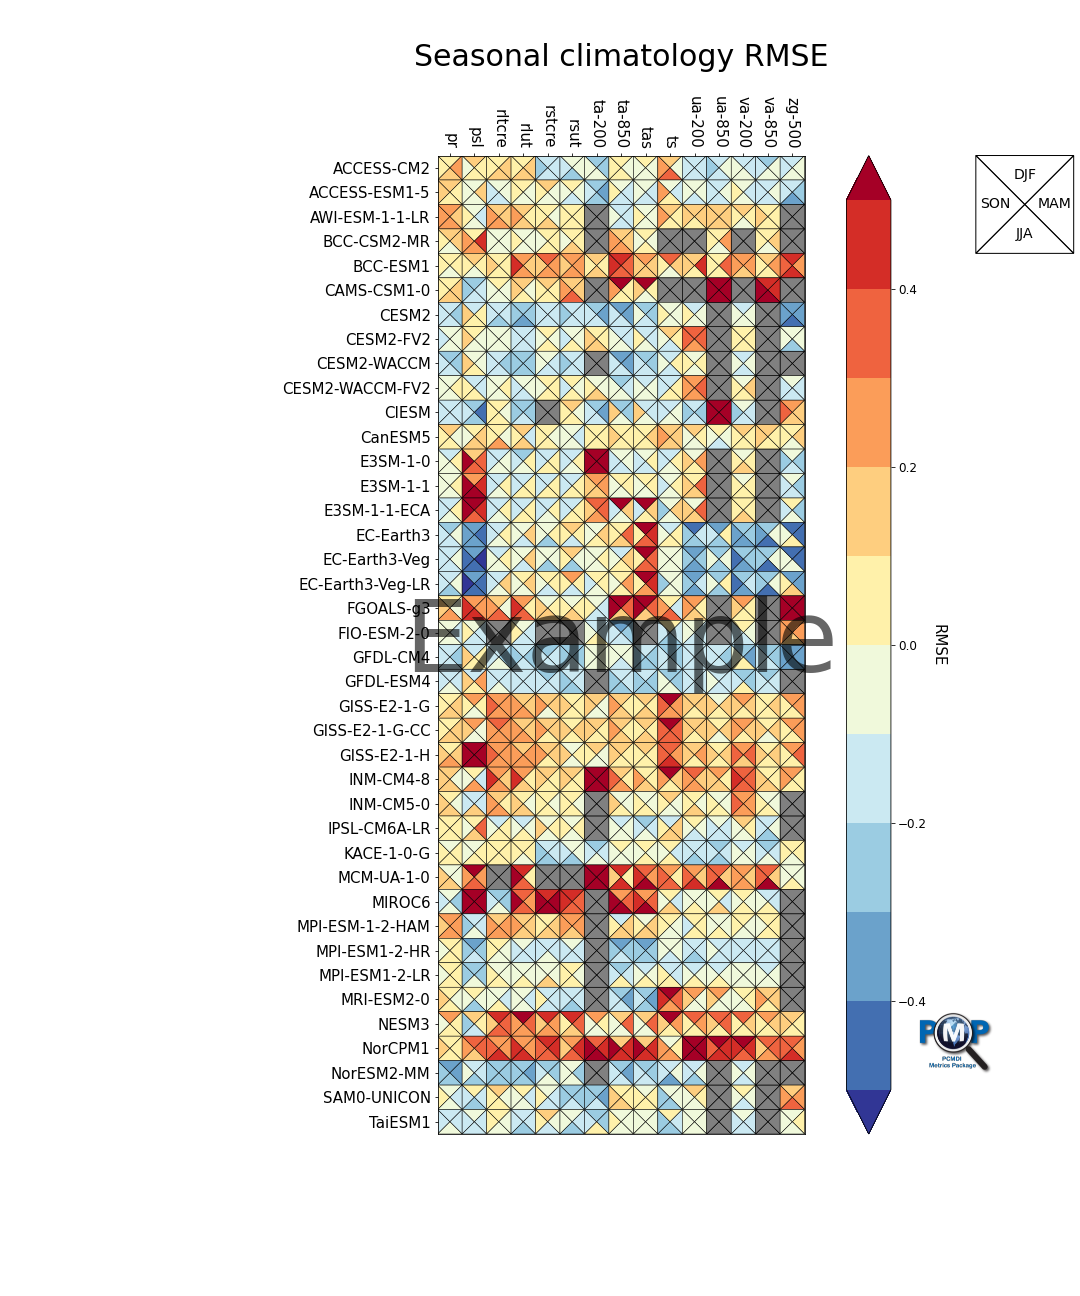 Seasonal climatology RMSE
pr psl rltcre rlut rstcre rsut ta-200 ta-850 tas ts ua-200 ua-850 va-200 va-850 zg-500
ACCESS-CM2
ACCESS-ESM1-5
AWI-ESM-1-1-LR
BCC-CSM2-MR
BCC-ESM1
CAMS-CSM1-0
CESM2
CESM2-FV2
CESM2-WACCM
CESM2-WACCM-FV2
CIESM
CanESM5
E3SM-1-0
E3SM-1-1
E3SM-1-1-ECA
EC-Earth3
EC-Earth3-Veg
EC-Earth3-Veg-LR
FGOALS-g3
FIO-ESM-2-0
GFDL-CM4
GFDL-ESM4
GISS-E2-1-G
GISS-E2-1-G-CC
GISS-E2-1-H
INM-CM4-8
INM-CM5-0
IPSL-CM6A-LR
KACE-1-0-G
MCM-UA-1-0
MIROC6
MPI-ESM-1-2-HAM
MPI-ESM1-2-HR
MPI-ESM1-2-LR
MRI-ESM2-0
NESM3
NorCPM1
NorESM2-MM
SAM0-UNICON
TaiESM1
Example
0.4
0.2
0.0
−0.2
−0.4
RMSE
DJF
SON MAM
JJA
PMP
PCMDI
Metrics Package